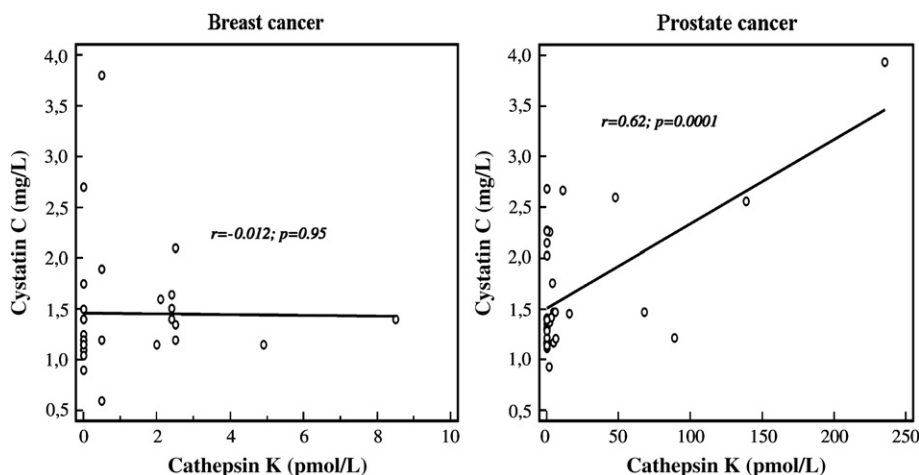 Breast cancer
Cystatin C (mg/L)
4,0
3,5
3,0
2,5
2,0
1,5
1,0
0,5
r=-0.012; p=0.95
0 2 4 6 8 10
Cathepsin K (pmol/L)
Prostate cancer
Cystatin C (mg/L)
4,0
3,5
3,0
2,5
2,0
1,5
1,0
0,5
r=0.62; p=0.0001
0 50 100 150 200 250
Cathepsin K (pmol/L)